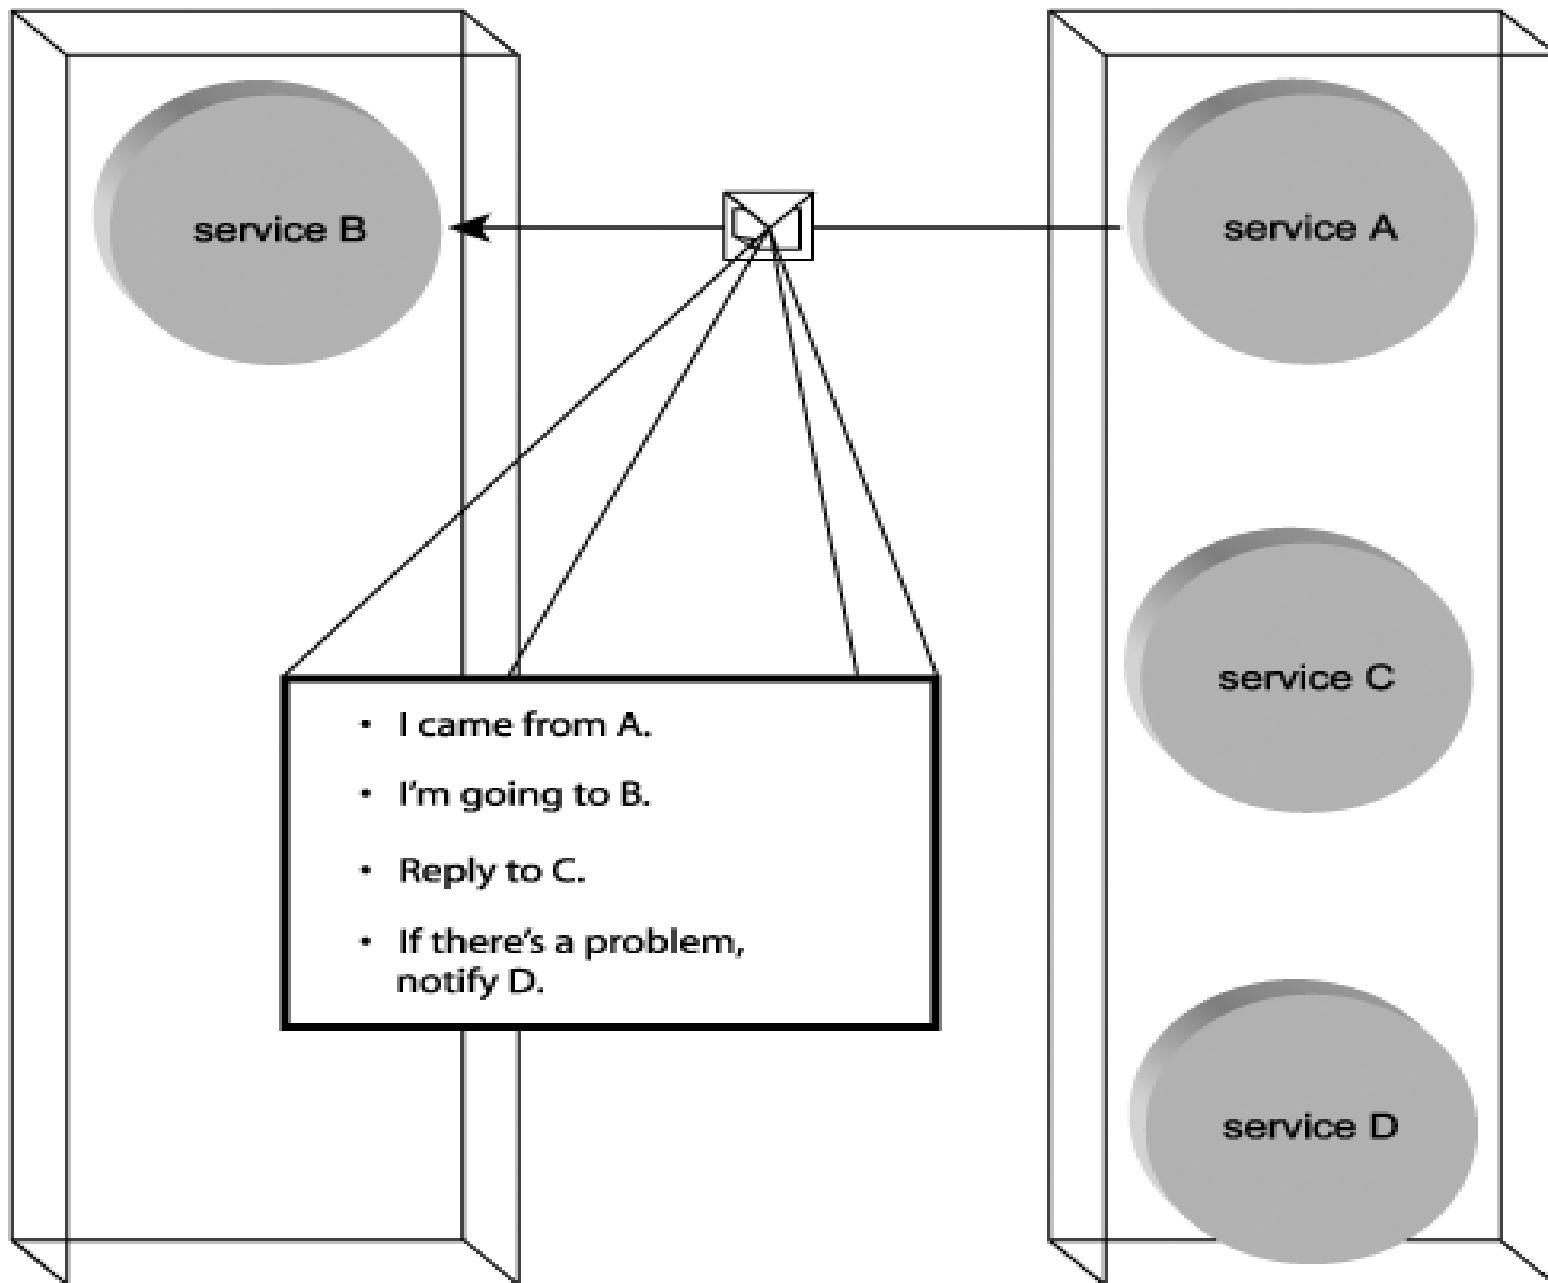 service B
service A
• I came from A.
• I'm going to B.
• Reply to C.
• If there's a problem,
notify D.
service C
service D